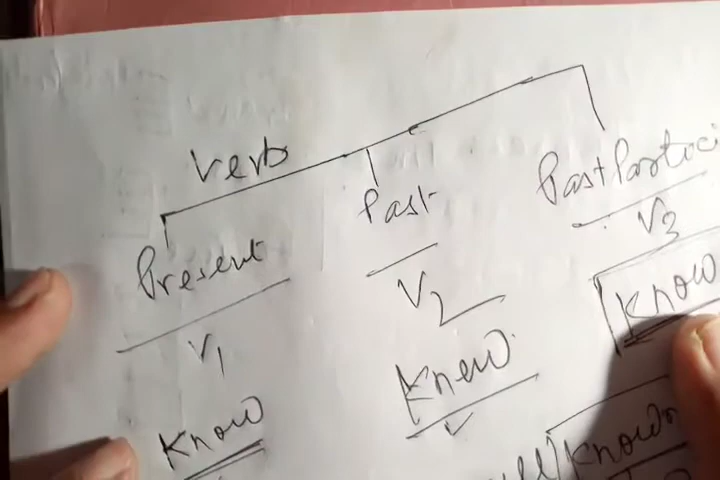 Verb
Present Past Past Partici
V1 V2 V3
Know Knew Know
Known